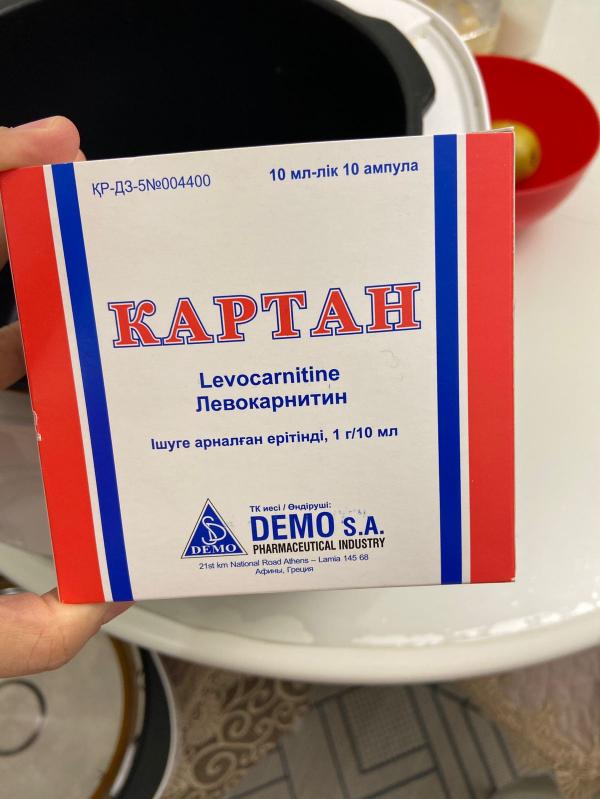 ҚР-ДЗ-5№004400
10 мл-лік 10 ампула
КАРТАН
Levocarnitine
Левокарнитин
Ішуге арналған ерітінді, 1 г/10 мл
ТК иесі / Өндіруші:
DEMO S.A.
PHARMACEUTICAL INDUSTRY
DEMO
21st km National Road Athens – Lamia 145 68
Афины, Греция